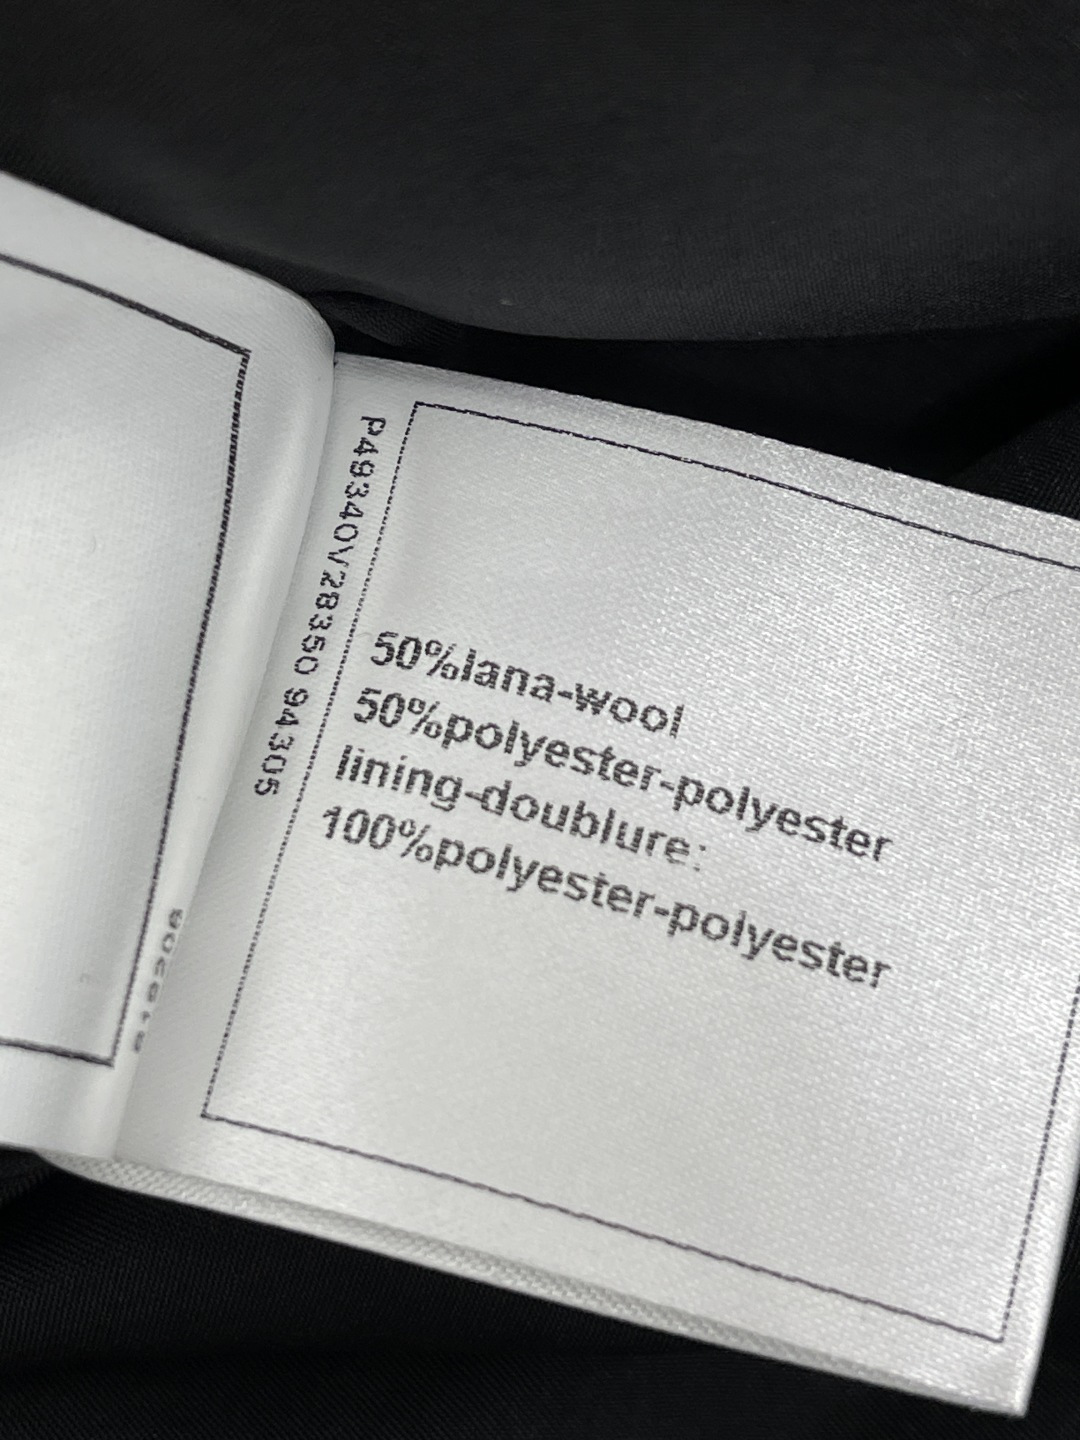 P49340V28350 94305
50%lana-wool
50%polyester-polyester
lining-doublure:
100%polyester-polyester